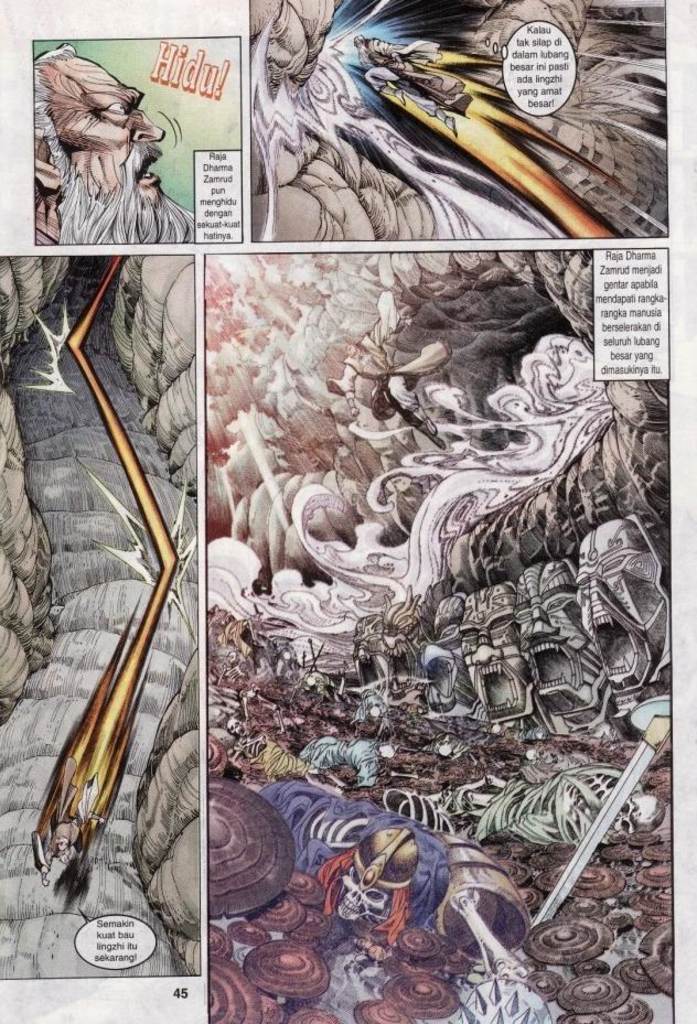 Hidu!
Raja
Dharma
Zamrud
pun
menghidu
dengan
sekuat-kuat
hatinya.
Kalau
tak silap di
dalam lubang
besar ini pasti
ada lingzhi
yang amat
besar!
Semakin
kuat bau
lingzhi itu
sekarang!
Raja Dharma
Zamrud menjadi
gentar apabila
mendapati rangka-
rangka manusia
berselerakan di
seluruh lubang
besar yang
dimasukinya itu.
45